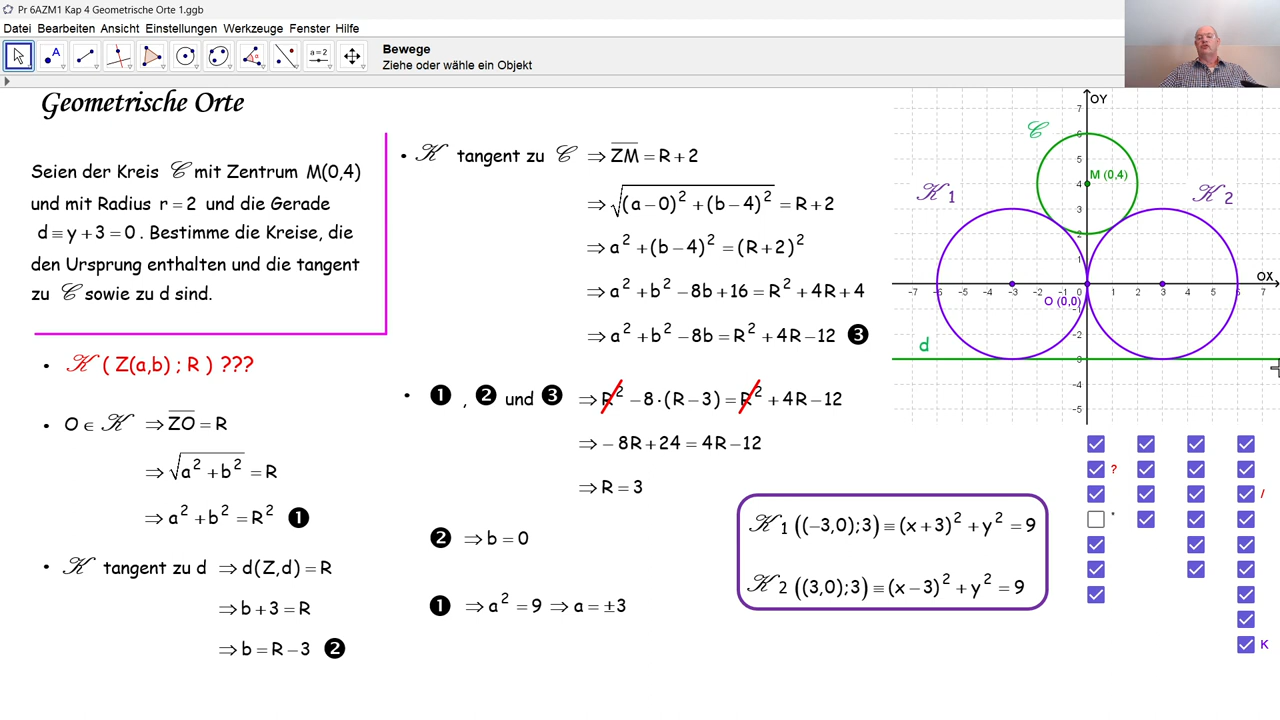 Pr 6AZM1 Kap 4 Geometrische Orte 1.ggb
Datei Bearbeiten Ansicht Einstellungen Werkzeuge Fenster Hilfe
A
a=2
Bewege
Ziehe oder wähle ein Objekt
Geometrische Orte
Seien der Kreis 𝒞 mit Zentrum M(0,4)
und mit Radius r = 2 und die Gerade
d ≡ y + 3 = 0 . Bestimme die Kreise, die
den Ursprung enthalten und die tangent
zu 𝒞 sowie zu d sind.
• 𝒦 ( Z(a,b) ; R ) ???
• O ∈ 𝒦 ⇒ Z̅O̅ = R
⇒ √(a² + b²) = R
⇒ a² + b² = R² ❶
• 𝒦 tangent zu d ⇒ d(Z,d) = R
⇒ b + 3 = R
⇒ b = R − 3 ❷
• 𝒦 tangent zu 𝒞 ⇒ Z̅M̅ = R + 2
⇒ √((a − 0)² + (b − 4)²) = R + 2
⇒ a² + (b − 4)² = (R + 2)²
⇒ a² + b² − 8b + 16 = R² + 4R + 4
⇒ a² + b² − 8b = R² + 4R − 12 ❸
• ❶ , ❷ und ❸ ⇒ R² − 8·(R − 3) = R² + 4R − 12
⇒ − 8R + 24 = 4R − 12
⇒ R = 3
❷ ⇒ b = 0
❶ ⇒ a² = 9 ⇒ a = ±3
𝒦 1 ((−3,0);3) ≡ (x + 3)² + y² = 9
𝒦 2 ((3,0);3) ≡ (x − 3)² + y² = 9
OY
7
𝒞
6
5
M (0,4)
4
𝒦 1
𝒦 2
3
2
1
OX
-7 -6 -5 -4 -3 -2 -1 0 1 2 3 4 5 6 7
O (0,0)
-1
-2
d
-3
-4
-5
?
/
*
K